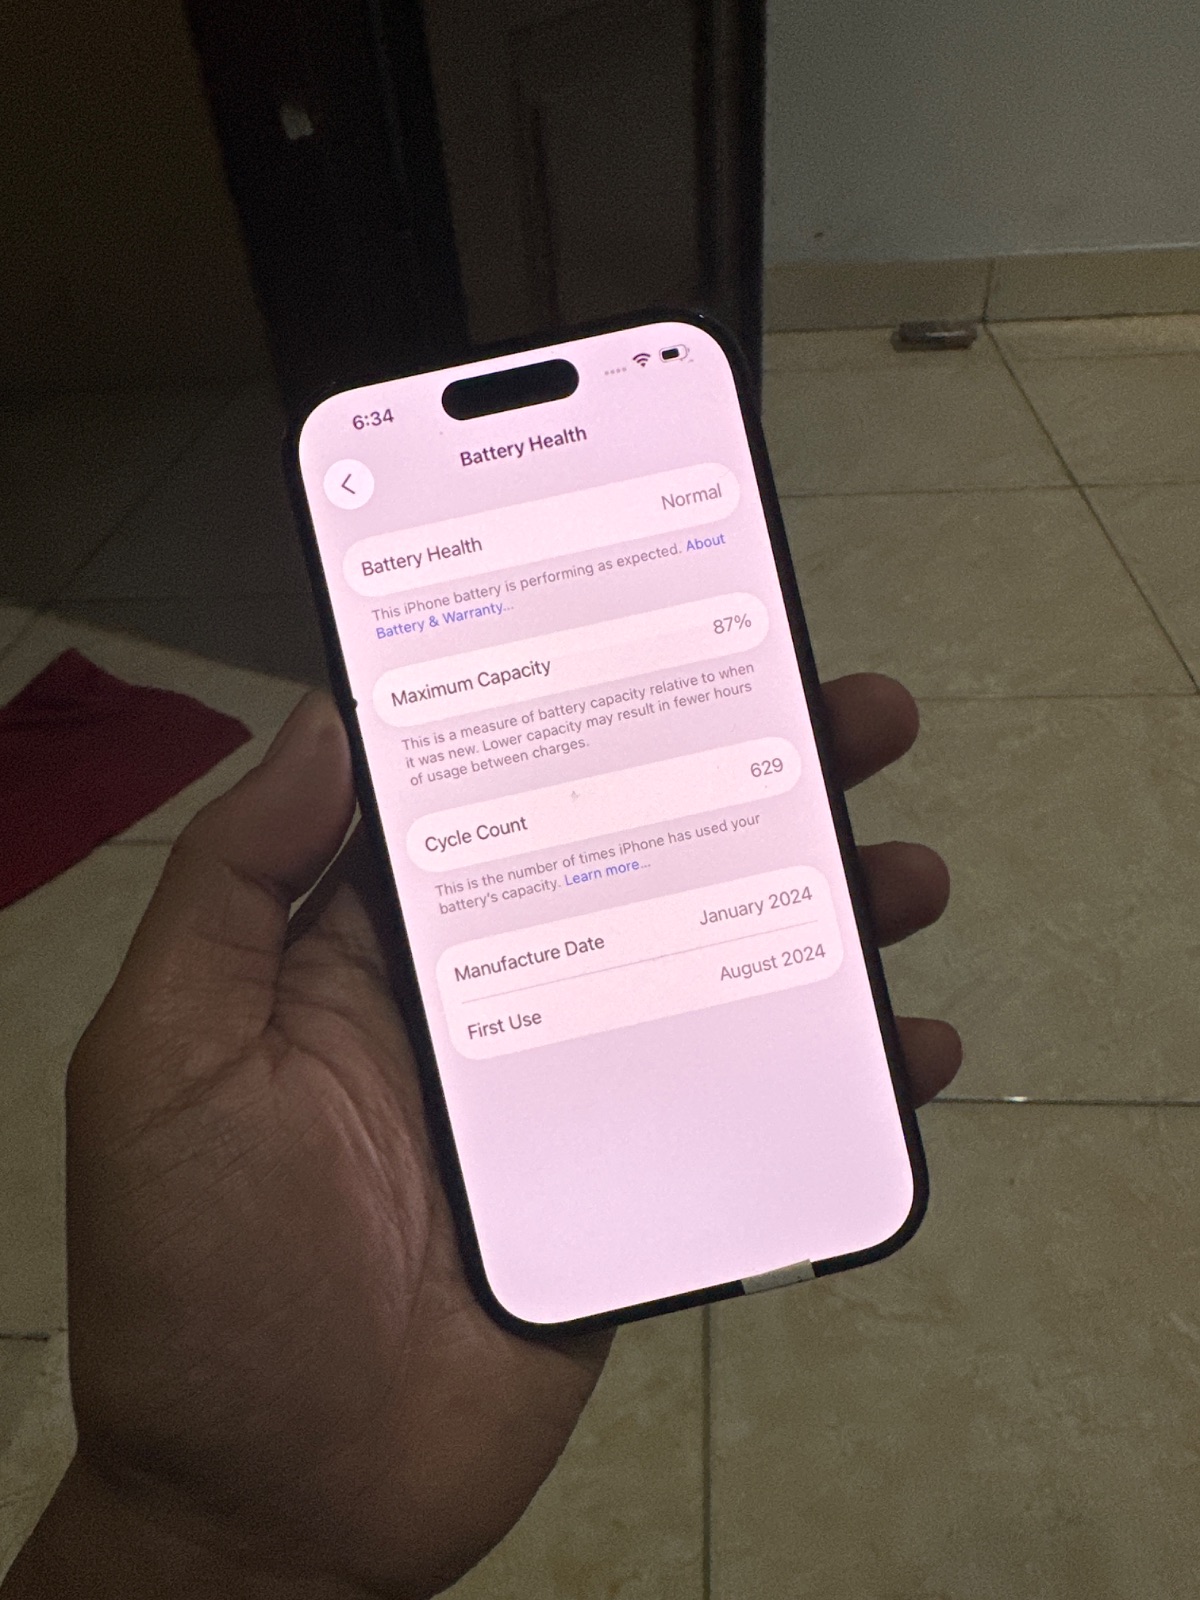 6:34
Battery Health
Battery Health Normal
This iPhone battery is performing as expected. About
Battery & Warranty...
Maximum Capacity 87%
This is a measure of battery capacity relative to when
it was new. Lower capacity may result in fewer hours
of usage between charges.
Cycle Count 629
This is the number of times iPhone has used your
battery's capacity. Learn more...
Manufacture Date January 2024
First Use August 2024